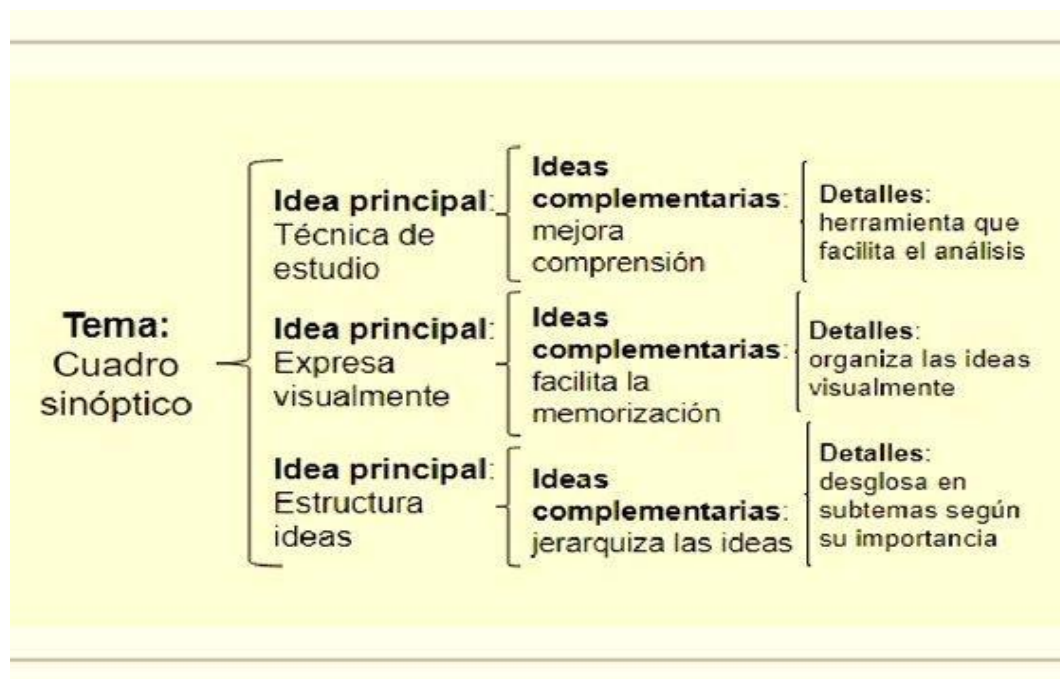 Tema:
Cuadro
sinóptico
Idea principal:
Técnica de
estudio
Ideas
complementarias:
mejora
comprensión
Detalles:
herramienta que
facilita el análisis
Idea principal:
Expresa
visualmente
Ideas
complementarias:
facilita la
memorización
Detalles:
organiza las ideas
visualmente
Idea principal:
Estructura
ideas
Ideas
complementarias:
jerarquiza las ideas
Detalles:
desglosa en
subtemas según
su importancia